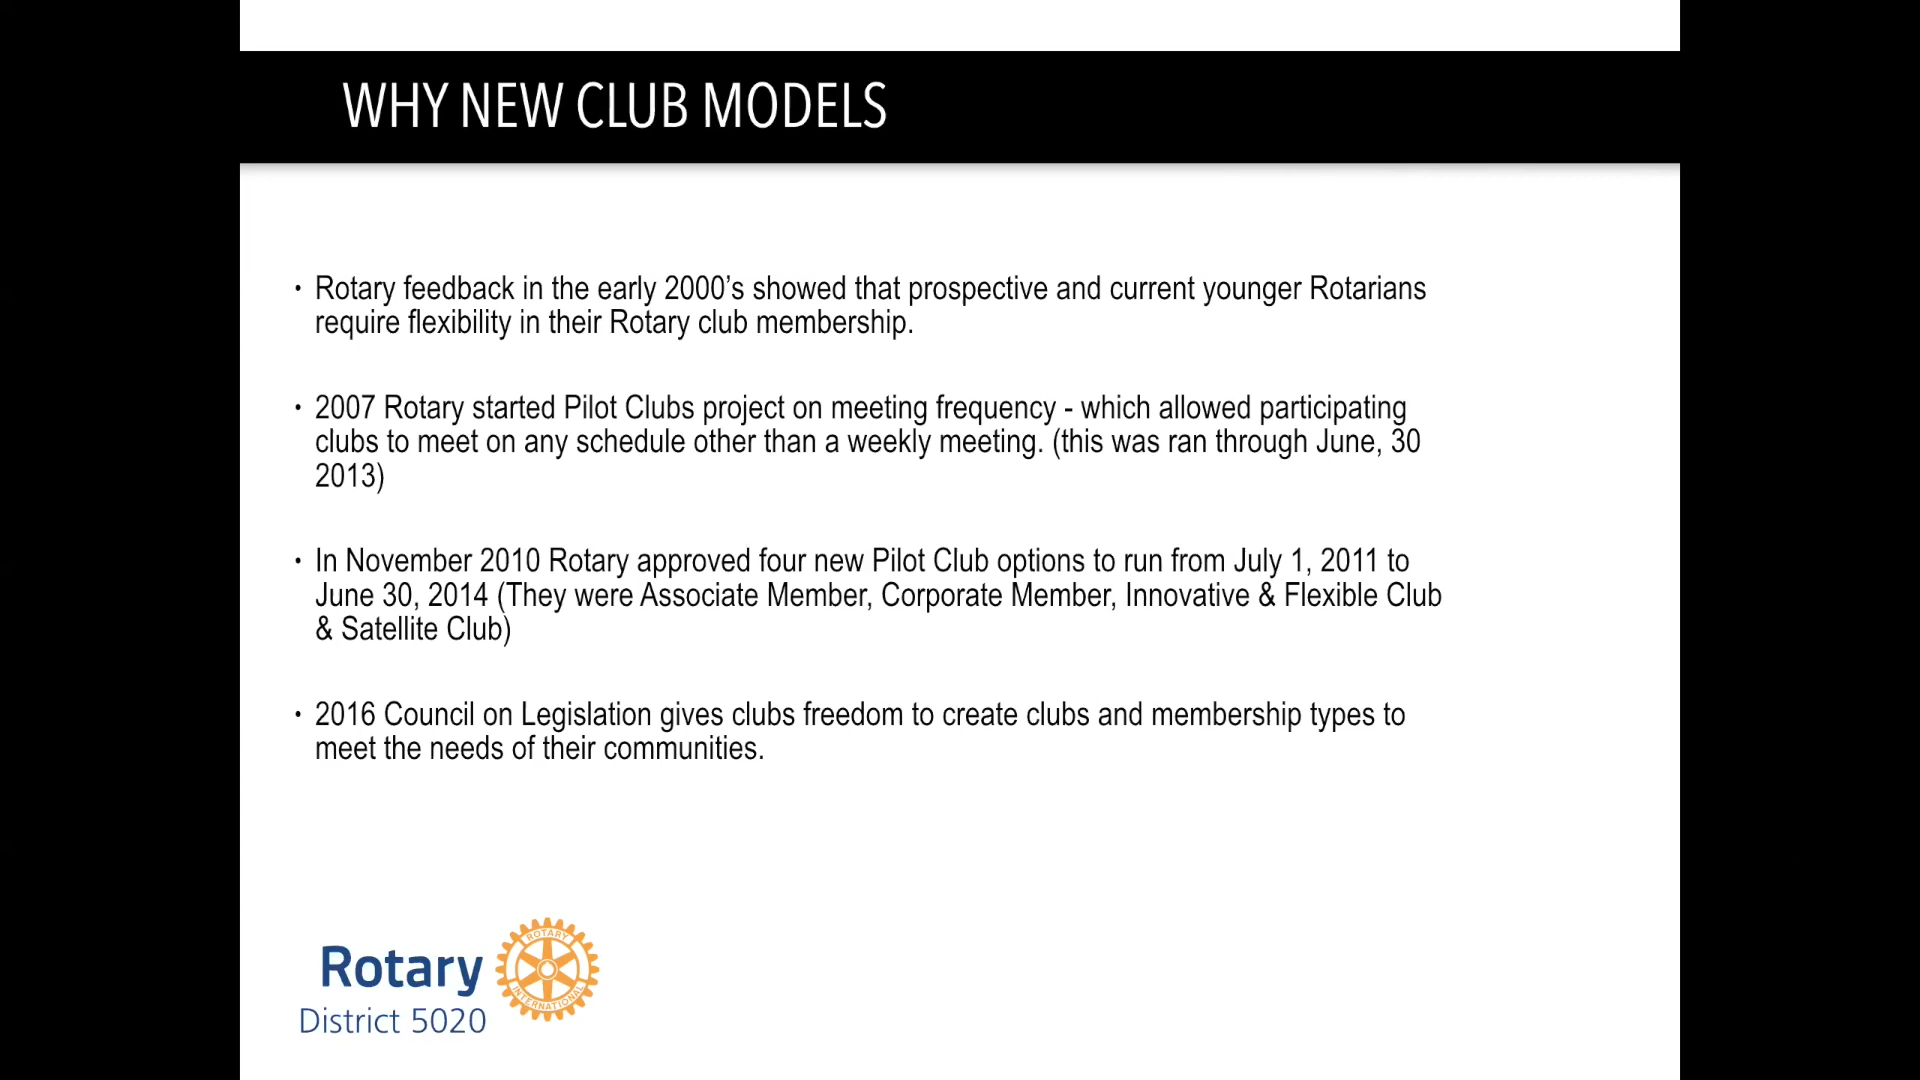 WHY NEW CLUB MODELS
• Rotary feedback in the early 2000’s showed that prospective and current younger Rotarians
require flexibility in their Rotary club membership.
• 2007 Rotary started Pilot Clubs project on meeting frequency - which allowed participating
clubs to meet on any schedule other than a weekly meeting. (this was ran through June, 30
2013)
• In November 2010 Rotary approved four new Pilot Club options to run from July 1, 2011 to
June 30, 2014 (They were Associate Member, Corporate Member, Innovative & Flexible Club
& Satellite Club)
• 2016 Council on Legislation gives clubs freedom to create clubs and membership types to
meet the needs of their communities.
Rotary
District 5020
ROTARY
INTERNATIONAL